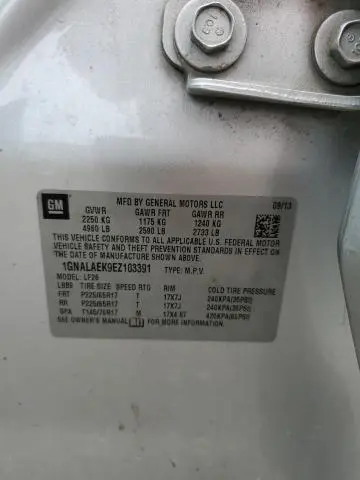 GM
MFD BY GENERAL MOTORS LLC 09/13
GVWR GAWR FRT GAWR RR
2250 KG 1175 KG 1240 KG
4960 LB 2590 LB 2733 LB
THIS VEHICLE CONFORMS TO ALL APPLICABLE U.S. FEDERAL MOTOR
VEHICLE SAFETY AND THEFT PREVENTION STANDARDS IN EFFECT ON
THE DATE OF MANUFACTURE SHOWN ABOVE.
1GNALAEK9EZ103391 TYPE: M.P.V.
MODEL: LF26
TIRE SIZE SPEED RTG RIM COLD TIRE PRESSURE
FRT P225/65R17 T 17X7J 240KPA(35PSI)
RR P225/65R17 T 17X7J 240KPA(35PSI)
SPA T145/70R17 M 17X4 ST 420KPA(60PSI)
SEE OWNER'S MANUAL FOR MORE INFORMATION.